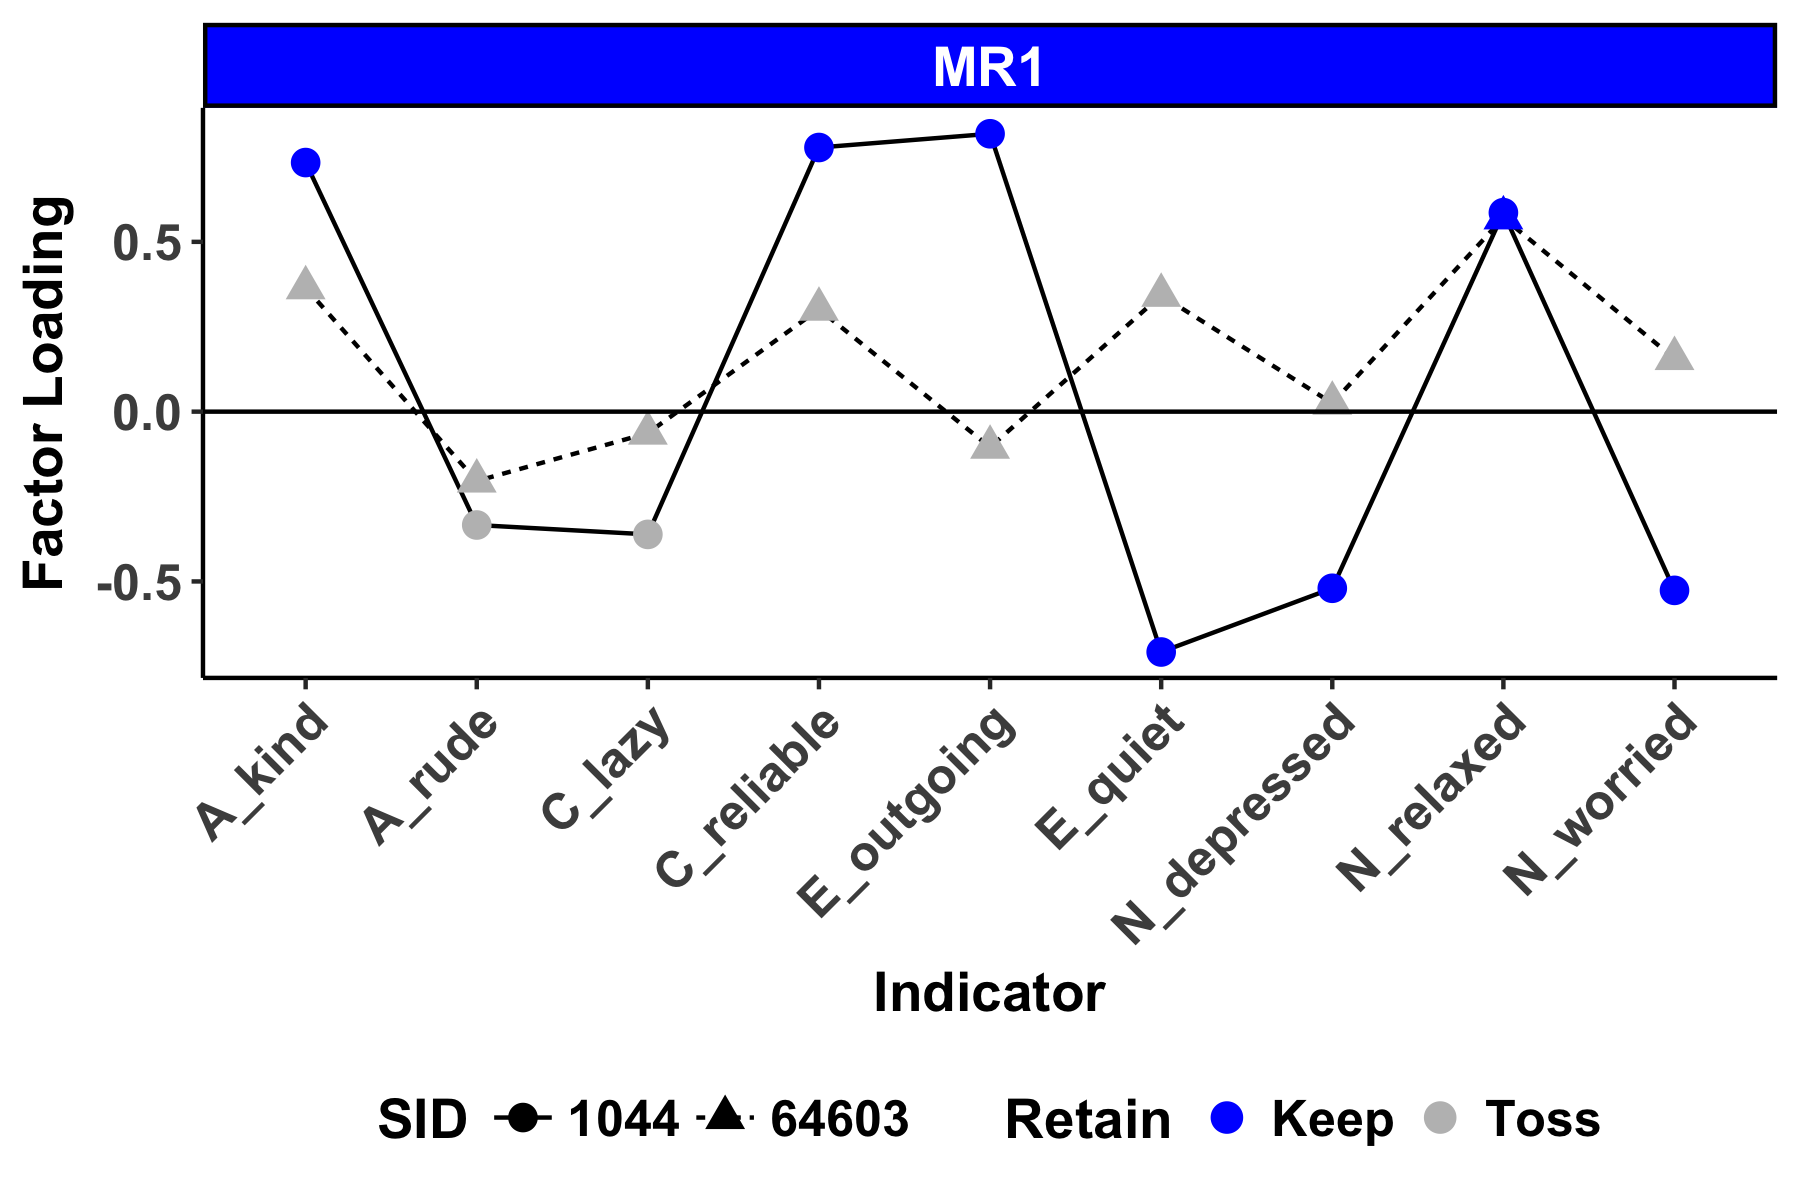 MR1
Factor Loading
0.5
0.0
-0.5
A_kind
A_rude
C_lazy
C_reliable
E_outgoing
E_quiet
N_depressed
N_relaxed
N_worried
Indicator
SID 1044 64603 Retain Keep Toss